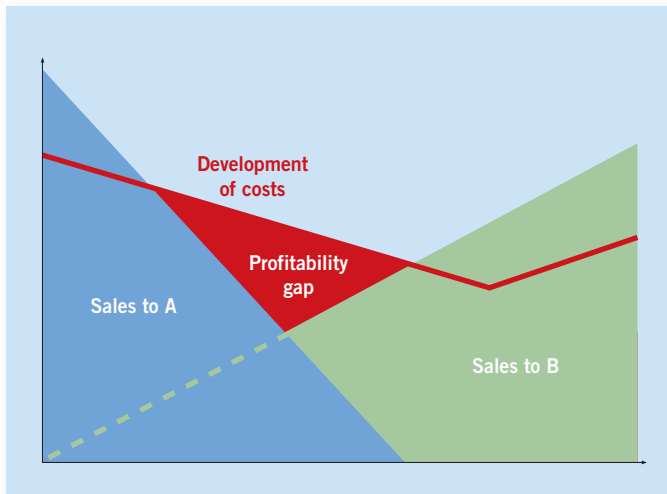 Development
of costs
Profitability
gap
Sales to A
Sales to B